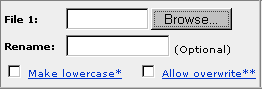 File 1: Browse...
Rename: (Optional)
Make lowercase* Allow overwrite**